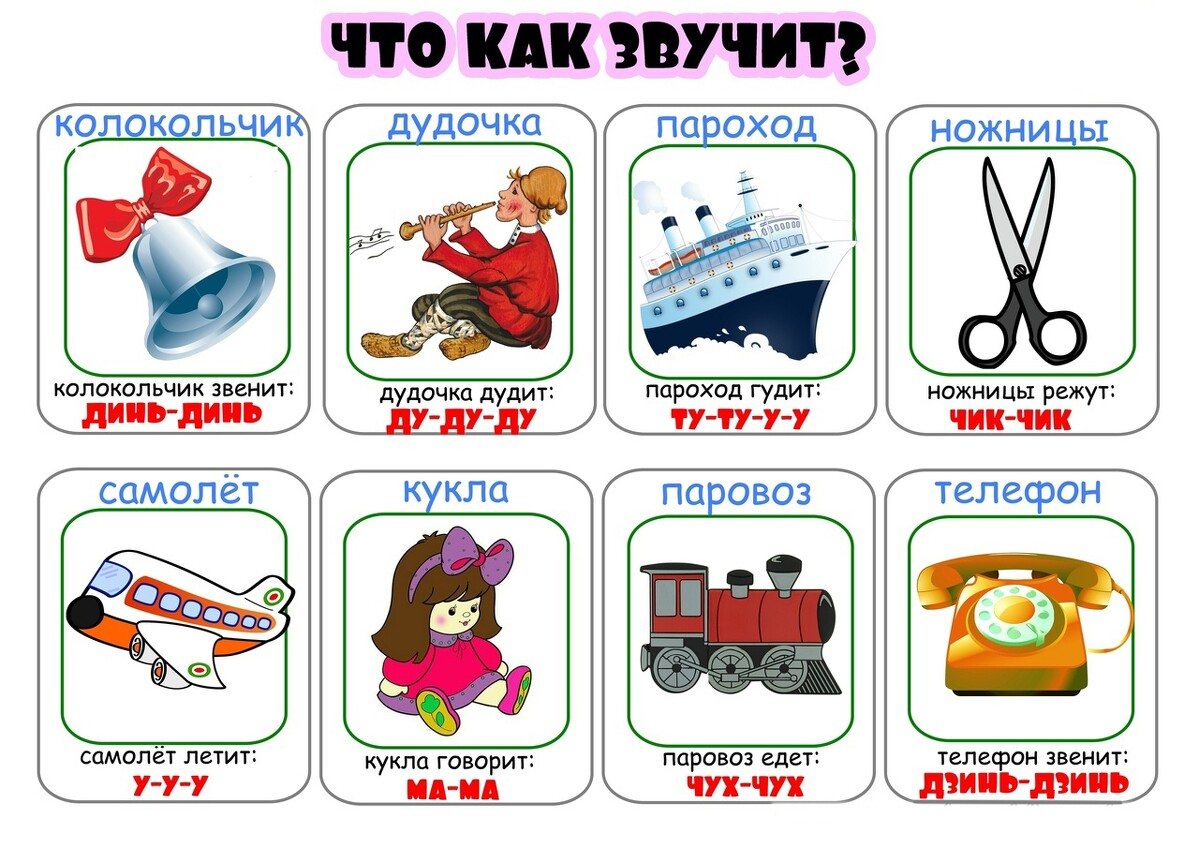 ЧТО КАК ЗВУЧИТ?
колокольчик
дудочка
пароход
ножницы
колокольчик звенит:
ДИНЬ-ДИНЬ
дудочка дудит:
ДУ-ДУ-ДУ
пароход гудит:
ТУ-ТУ-У-У
ножницы режут:
ЧИК-ЧИК
самолёт
кукла
паровоз
телефон
самолёт летит:
У-У-У
кукла говорит:
МА-МА
паровоз едет:
ЧУХ-ЧУХ
телефон звенит:
ДЗИНЬ-ДЗИНЬ